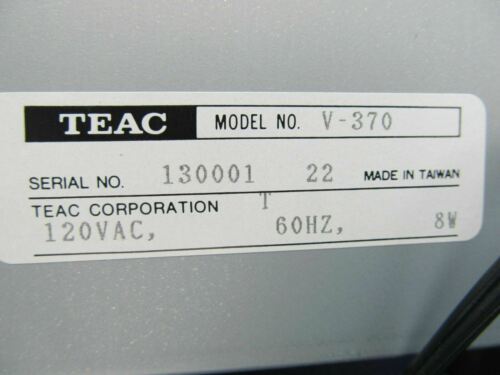 TEAC MODEL NO. V-370
SERIAL NO. 130001 22 MADE IN TAIWAN
TEAC CORPORATION T
120VAC, 60HZ, 8W